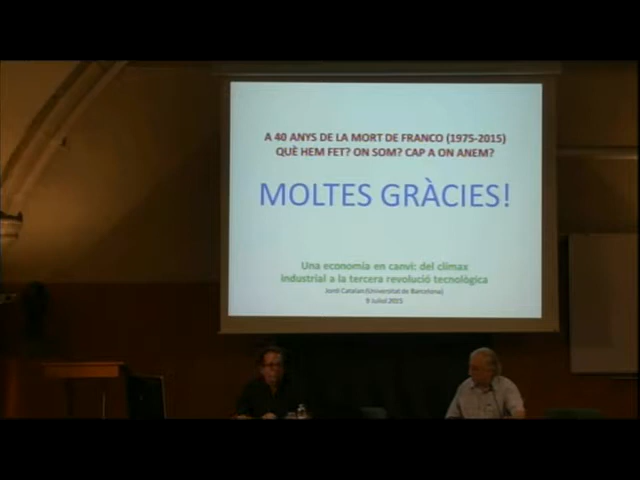 A 40 ANYS DE LA MORT DE FRANCO (1975-2015)
QUÈ HEM FET? ON SOM? CAP A ON ANEM?
MOLTES GRÀCIES!
Una economia en canvi: del clímax
industrial a la tercera revolució tecnològica
Jordi Catalan (Universitat de Barcelona)
9 Juliol 2015